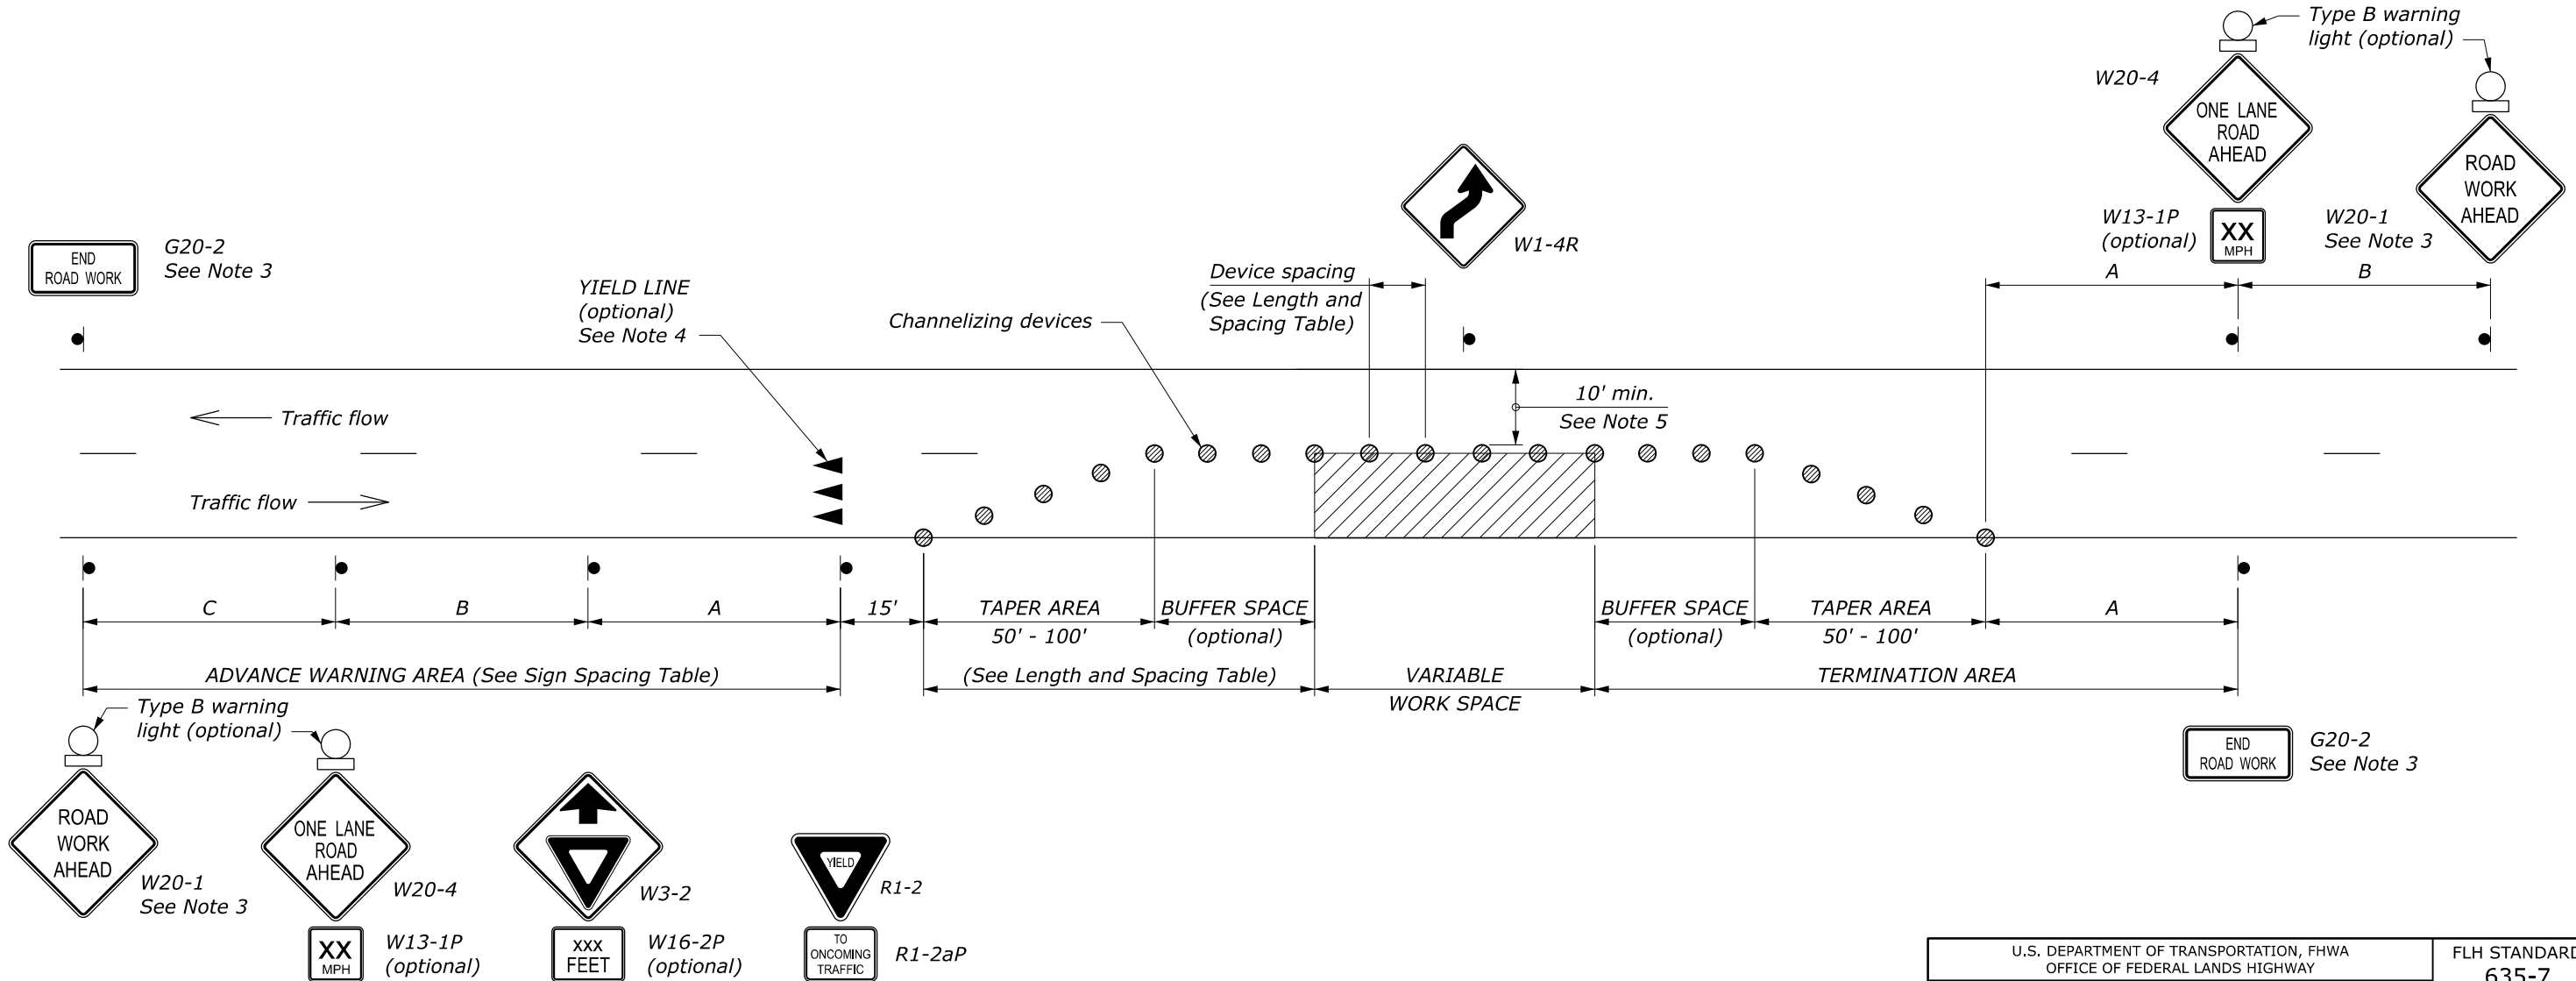 Type B warning
light (optional)
W20-4
ONE LANE
ROAD
AHEAD
ROAD
WORK
AHEAD
W13-1P
(optional)
XX
MPH
W20-1
See Note 3
A
B
W1-4R
END
ROAD WORK
G20-2
See Note 3
YIELD LINE
(optional)
See Note 4
Channelizing devices
Device spacing
(See Length and
Spacing Table)
10' min.
See Note 5
Traffic flow
Traffic flow
C
B
A
15'
TAPER AREA
50' - 100'
BUFFER SPACE
(optional)
BUFFER SPACE
(optional)
TAPER AREA
50' - 100'
A
ADVANCE WARNING AREA (See Sign Spacing Table)
(See Length and Spacing Table)
VARIABLE
WORK SPACE
TERMINATION AREA
Type B warning
light (optional)
ROAD
WORK
AHEAD
W20-1
See Note 3
ONE LANE
ROAD
AHEAD
W20-4
XX
MPH
W13-1P
(optional)
W3-2
XXX
FEET
W16-2P
(optional)
YIELD
R1-2
TO
ONCOMING
TRAFFIC
R1-2aP
END
ROAD WORK
G20-2
See Note 3
U.S. DEPARTMENT OF TRANSPORTATION, FHWA
OFFICE OF FEDERAL LANDS HIGHWAY
FLH STANDARD
635-7